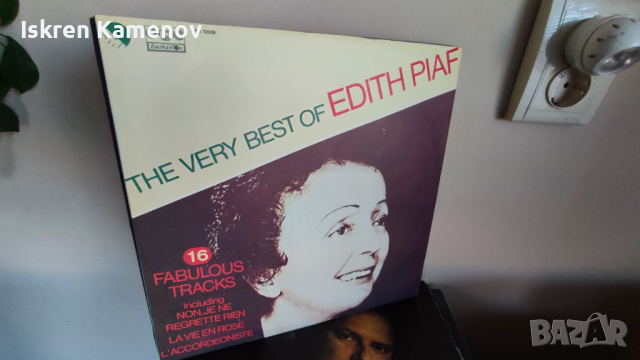 Iskren Kamenov
Balkanton
THE VERY BEST OF EDITH PIAF
16
FABULOUS
TRACKS
including
NON, JE NE
REGRETTE RIEN
LA VIE EN ROSE
L'ACCORDEONISTE
BAZAR